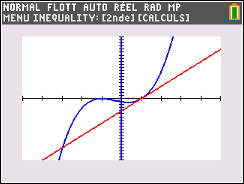 NORMAL FLOTT AUTO RÉEL RAD MP
MENU INEQUALITY: [2nde] [CALCULS]